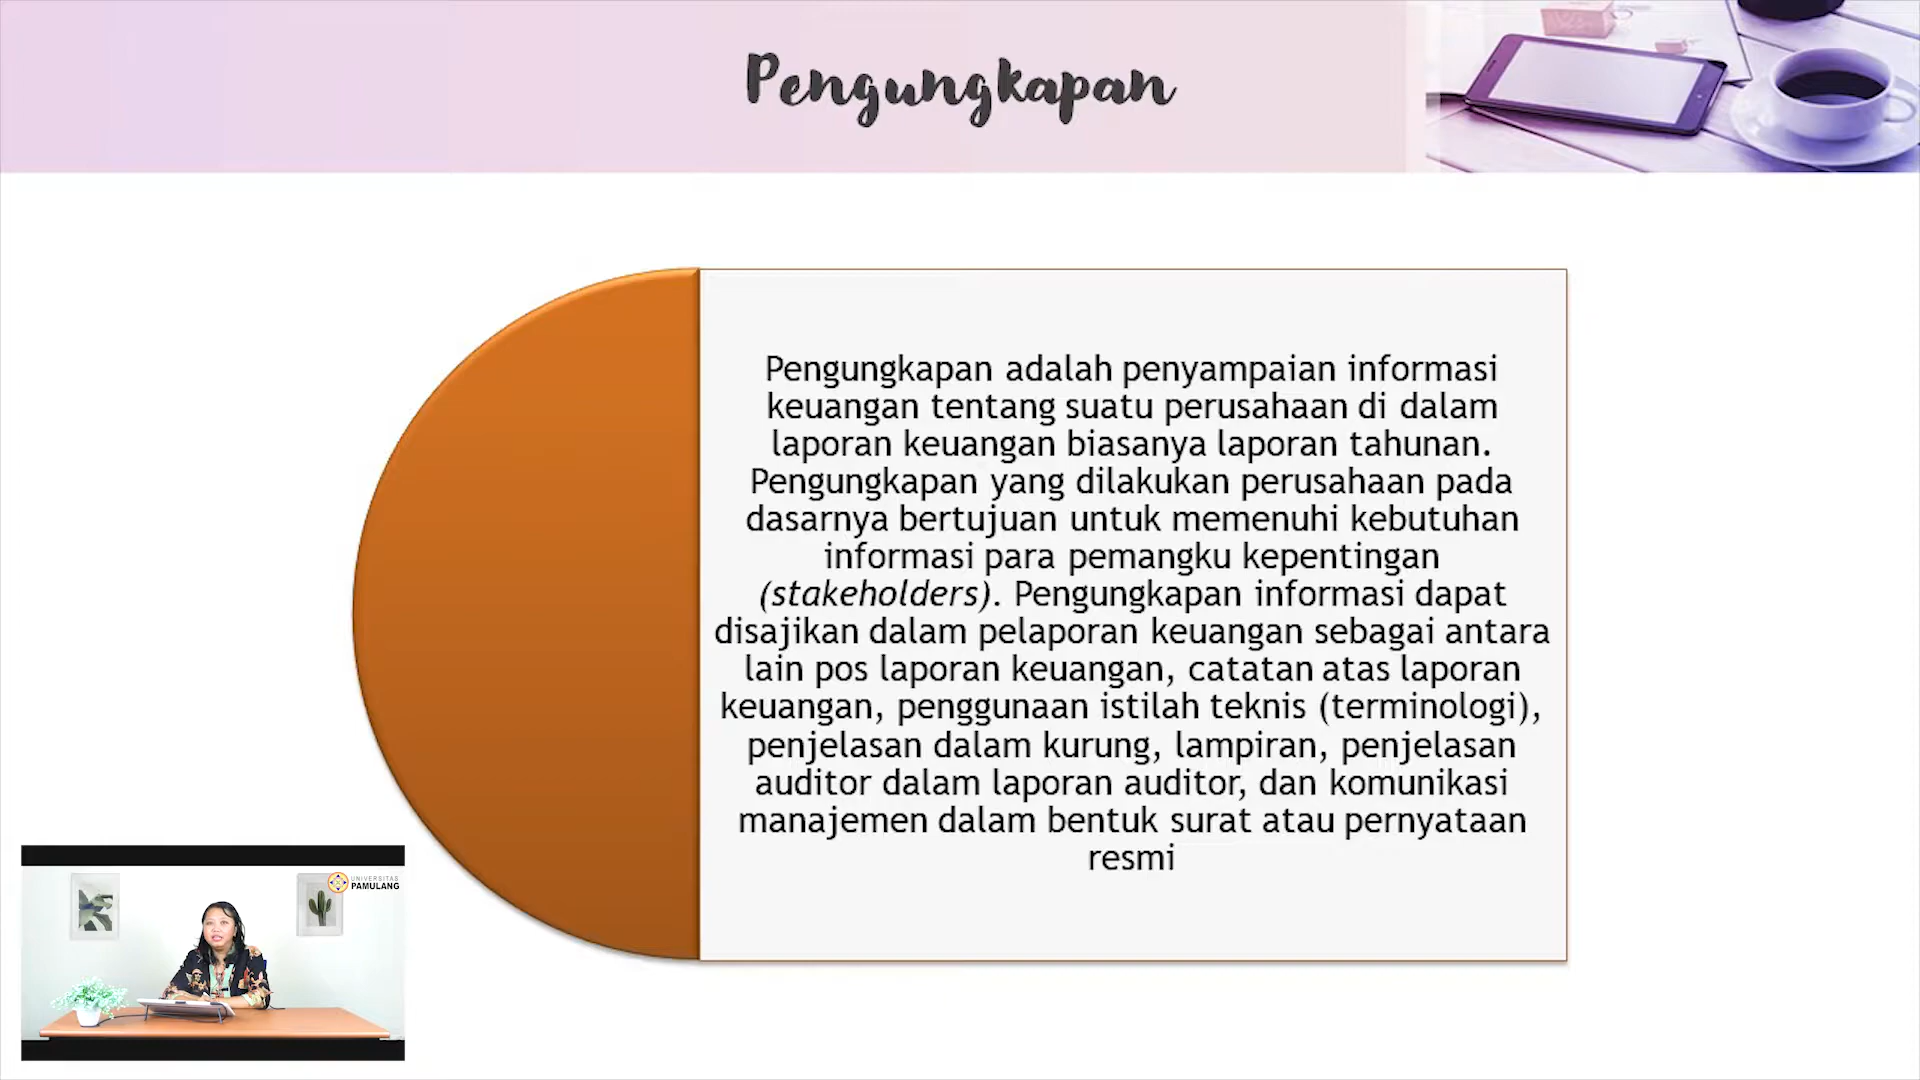 Pengungkapan
Pengungkapan adalah penyampaian informasi
keuangan tentang suatu perusahaan di dalam
laporan keuangan biasanya laporan tahunan.
Pengungkapan yang dilakukan perusahaan pada
dasarnya bertujuan untuk memenuhi kebutuhan
informasi para pemangku kepentingan
(stakeholders). Pengungkapan informasi dapat
disajikan dalam pelaporan keuangan sebagai antara
lain pos laporan keuangan, catatan atas laporan
keuangan, penggunaan istilah teknis (terminologi),
penjelasan dalam kurung, lampiran, penjelasan
auditor dalam laporan auditor, dan komunikasi
manajemen dalam bentuk surat atau pernyataan
resmi
UNIVERSITAS
PAMULANG